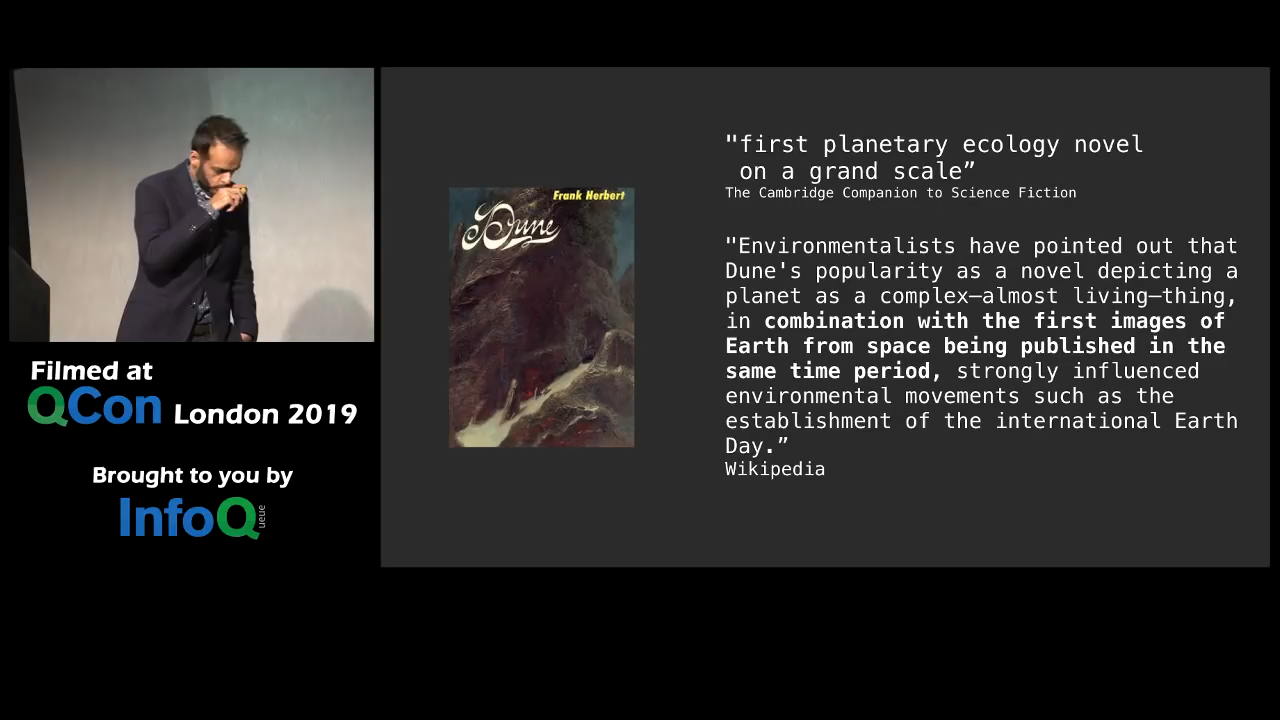 Filmed at
QCon London 2019
Brought to you by
InfoQ
ueue
Frank Herbert
Dune
"first planetary ecology novel
on a grand scale”
The Cambridge Companion to Science Fiction
"Environmentalists have pointed out that
Dune's popularity as a novel depicting a
planet as a complex—almost living—thing,
in combination with the first images of
Earth from space being published in the
same time period, strongly influenced
environmental movements such as the
establishment of the international Earth
Day.”
Wikipedia